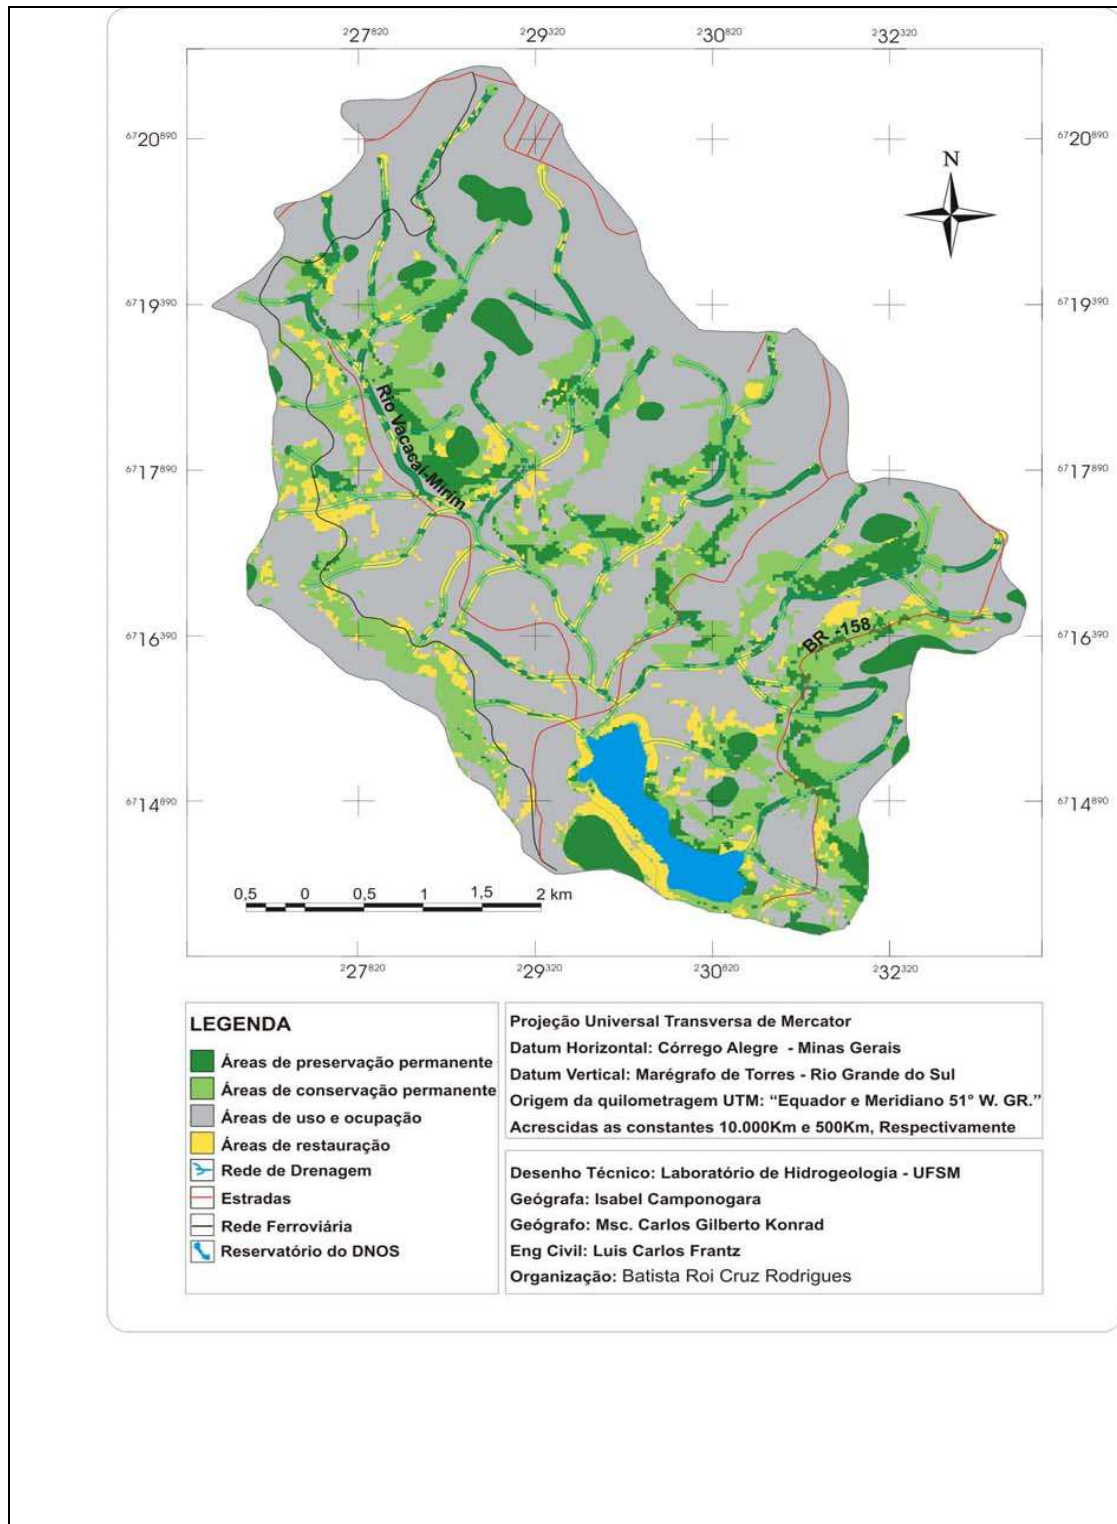 ²27⁸²⁰ ²29³²⁰ ²30⁸²⁰ ²32³²⁰
⁶⁷20⁸⁹⁰ ⁶⁷20⁸⁹⁰
N
⁶⁷19³⁹⁰ ⁶⁷19³⁹⁰
Rio Vacacaí-Mirim
⁶⁷17⁸⁹⁰ ⁶⁷17⁸⁹⁰
BR -158
⁶⁷16³⁹⁰ ⁶⁷16³⁹⁰
⁶⁷14⁸⁹⁰ ⁶⁷14⁸⁹⁰
0,5 0 0,5 1 1,5 2 km
²27⁸²⁰ ²29³²⁰ ²30⁸²⁰ ²32³²⁰
LEGENDA
Áreas de preservação permanente
Áreas de conservação permanente
Áreas de uso e ocupação
Áreas de restauração
Rede de Drenagem
Estradas
Rede Ferroviária
Reservatório do DNOS
Projeção Universal Transversa de Mercator
Datum Horizontal: Córrego Alegre - Minas Gerais
Datum Vertical: Marégrafo de Torres - Rio Grande do Sul
Origem da quilometragem UTM: “Equador e Meridiano 51° W. GR.”
Acrescidas as constantes 10.000Km e 500Km, Respectivamente
Desenho Técnico: Laboratório de Hidrogeologia - UFSM
Geógrafa: Isabel Camponogara
Geógrafo: Msc. Carlos Gilberto Konrad
Eng Civil: Luis Carlos Frantz
Organização: Batista Roi Cruz Rodrigues